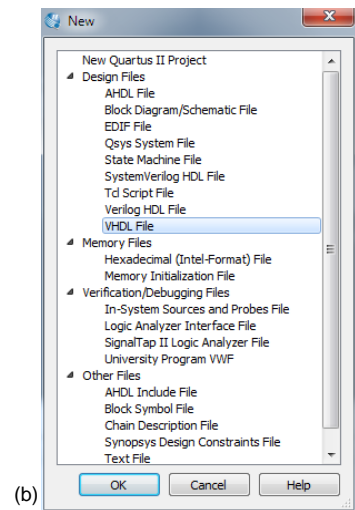 New
New Quartus II Project
Design Files
AHDL File
Block Diagram/Schematic File
EDIF File
Qsys System File
State Machine File
SystemVerilog HDL File
Tcl Script File
Verilog HDL File
VHDL File
Memory Files
Hexadecimal (Intel-Format) File
Memory Initialization File
Verification/Debugging Files
In-System Sources and Probes File
Logic Analyzer Interface File
SignalTap II Logic Analyzer File
University Program VWF
Other Files
AHDL Include File
Block Symbol File
Chain Description File
Synopsys Design Constraints File
Text File
(b) OK Cancel Help